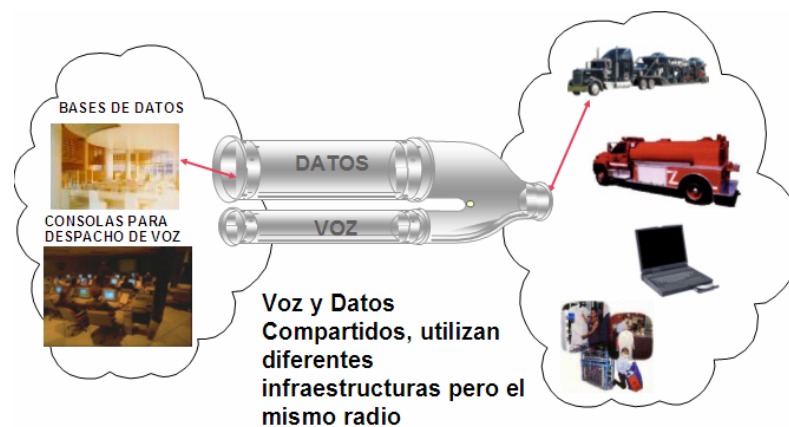 BASES DE DATOS
CONSOLAS PARA
DESPACHO DE VOZ
DATOS
VOZ
Voz y Datos
Compartidos, utilizan
diferentes
infraestructuras pero el
mismo radio